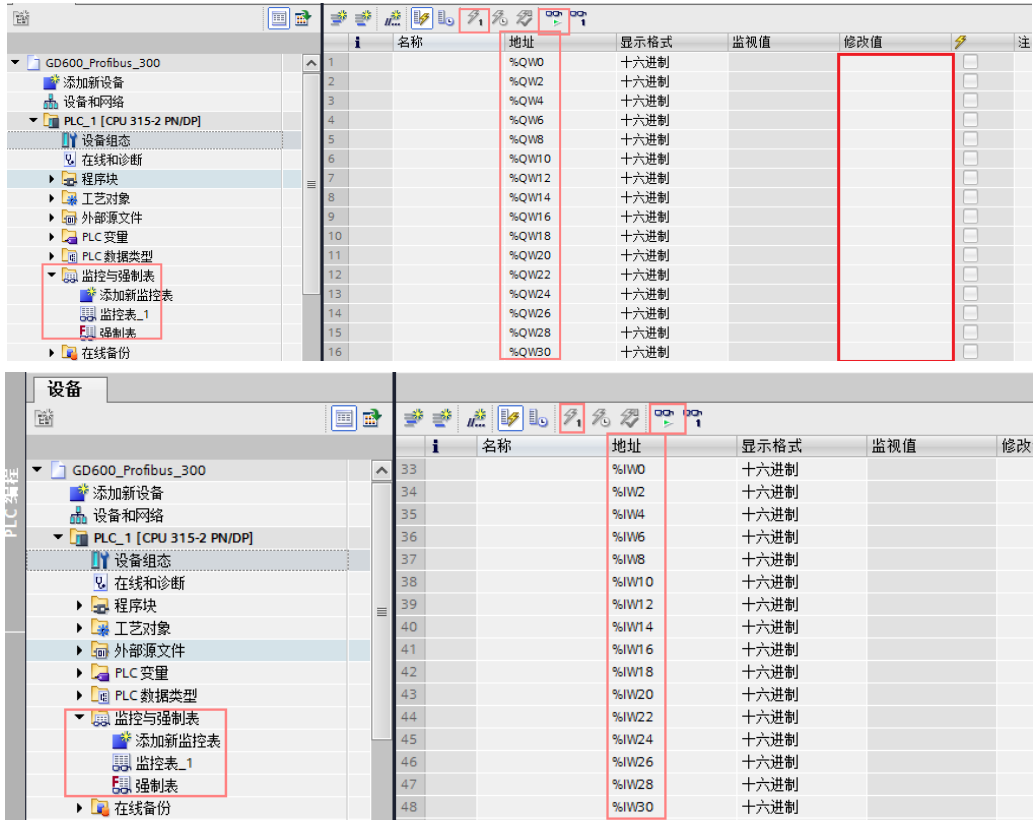 i 名称 地址 显示格式 监视值 修改值 注
GD600_Profibus_300
添加新设备
设备和网络
PLC_1 [CPU 315-2 PN/DP]
设备组态
在线和诊断
程序块
工艺对象
外部源文件
PLC 变量
PLC 数据类型
监控与强制表
添加新监控表
监控表_1
强制表
在线备份
1 %QW0 十六进制
2 %QW2 十六进制
3 %QW4 十六进制
4 %QW6 十六进制
5 %QW8 十六进制
6 %QW10 十六进制
7 %QW12 十六进制
8 %QW14 十六进制
9 %QW16 十六进制
10 %QW18 十六进制
11 %QW20 十六进制
12 %QW22 十六进制
13 %QW24 十六进制
14 %QW26 十六进制
15 %QW28 十六进制
16 %QW30 十六进制
设备
PLC 编程
i 名称 地址 显示格式 监视值 修改
GD600_Profibus_300
添加新设备
设备和网络
PLC_1 [CPU 315-2 PN/DP]
设备组态
在线和诊断
程序块
工艺对象
外部源文件
PLC 变量
PLC 数据类型
监控与强制表
添加新监控表
监控表_1
强制表
在线备份
33 %IW0 十六进制
34 %IW2 十六进制
35 %IW4 十六进制
36 %IW6 十六进制
37 %IW8 十六进制
38 %IW10 十六进制
39 %IW12 十六进制
40 %IW14 十六进制
41 %IW16 十六进制
42 %IW18 十六进制
43 %IW20 十六进制
44 %IW22 十六进制
45 %IW24 十六进制
46 %IW26 十六进制
47 %IW28 十六进制
48 %IW30 十六进制